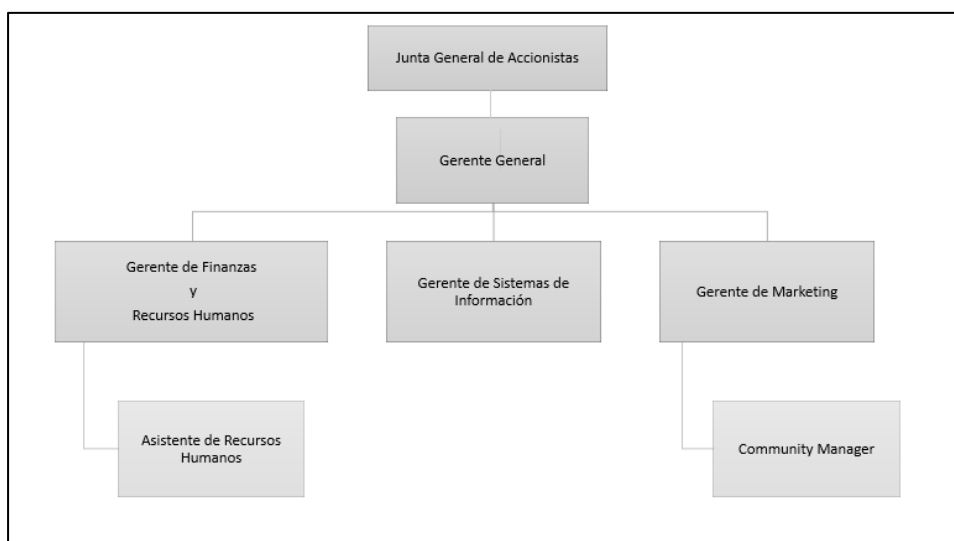 Junta General de Accionistas
Gerente General
Gerente de Finanzas
y
Recursos Humanos
Gerente de Sistemas de
Información
Gerente de Marketing
Asistente de Recursos
Humanos
Community Manager